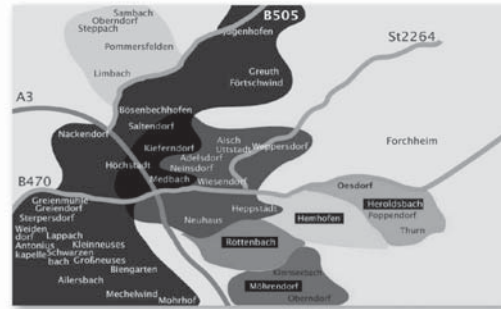 B505
Sambach
Oberndorf
Steppach
Jagenhofen
St2264
Pommersfelden
Greuth
Förtschwind
Limbach
A3
Bösenbechhofen
Saltendorf
Nackendorf
Aisch
Uttstadt
Weppersdorf
Forchheim
Kieferndorf
Adelsdorf
Neinsdorf
Höchstadt
Medbach
Wiesendorf
Oesdorf
B470
Greienmühle
Greiendorf
Sterpersdorf
Heppstädt
Heroldsbach
Poppendorf
Neuhaus
Hemhofen
Thurn
Weiden
dorf
Lappach
Antonius
kapelle
Kleinneuses
Schwarzen
bach
Großneuses
Röttenbach
Biengarten
Ailersbach
Kleinseebach
Möhrendorf
Mechelwind
Mohrhof
Oberndorf